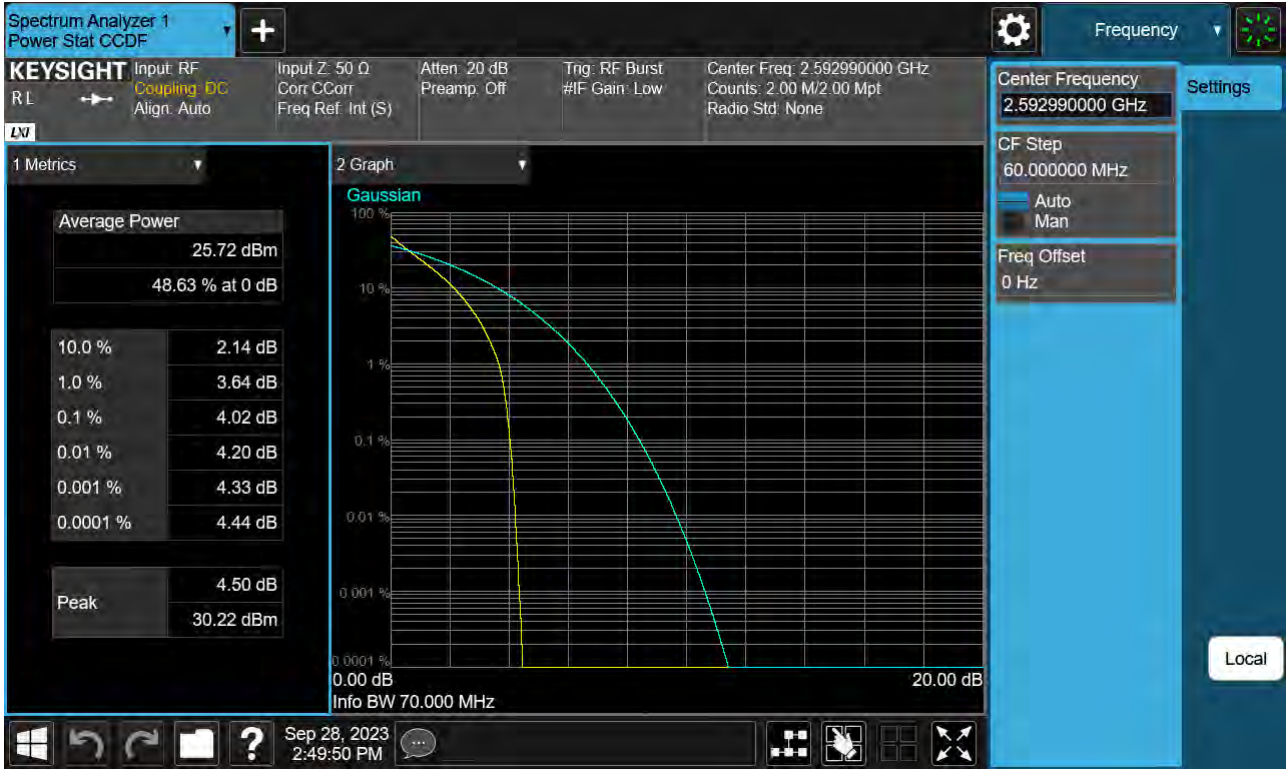 Spectrum Analyzer 1
Power Stat CCDF
+
Frequency
KEYSIGHT
R L
LXI
Input: RF
Coupling: DC
Align: Auto
Input Z: 50 Ω
Corr CCorr
Freq Ref: Int (S)
Atten: 20 dB
Preamp: Off
Trig: RF Burst
#IF Gain: Low
Center Freq: 2.592990000 GHz
Counts: 2.00 M/2.00 Mpt
Radio Std: None
Center Frequency
2.592990000 GHz
Settings
CF Step
60.000000 MHz
Auto
Man
Freq Offset
0 Hz
1 Metrics
Average Power
25.72 dBm
48.63 % at 0 dB
10.0 % 2.14 dB
1.0 % 3.64 dB
0.1 % 4.02 dB
0.01 % 4.20 dB
0.001 % 4.33 dB
0.0001 % 4.44 dB
Peak
4.50 dB
30.22 dBm
2 Graph
Gaussian
100 %
10 %
1 %
0.1 %
0.01 %
0.001 %
0.0001 %
0.00 dB 20.00 dB
Info BW 70.000 MHz
Local
?
Sep 28, 2023
2:49:50 PM